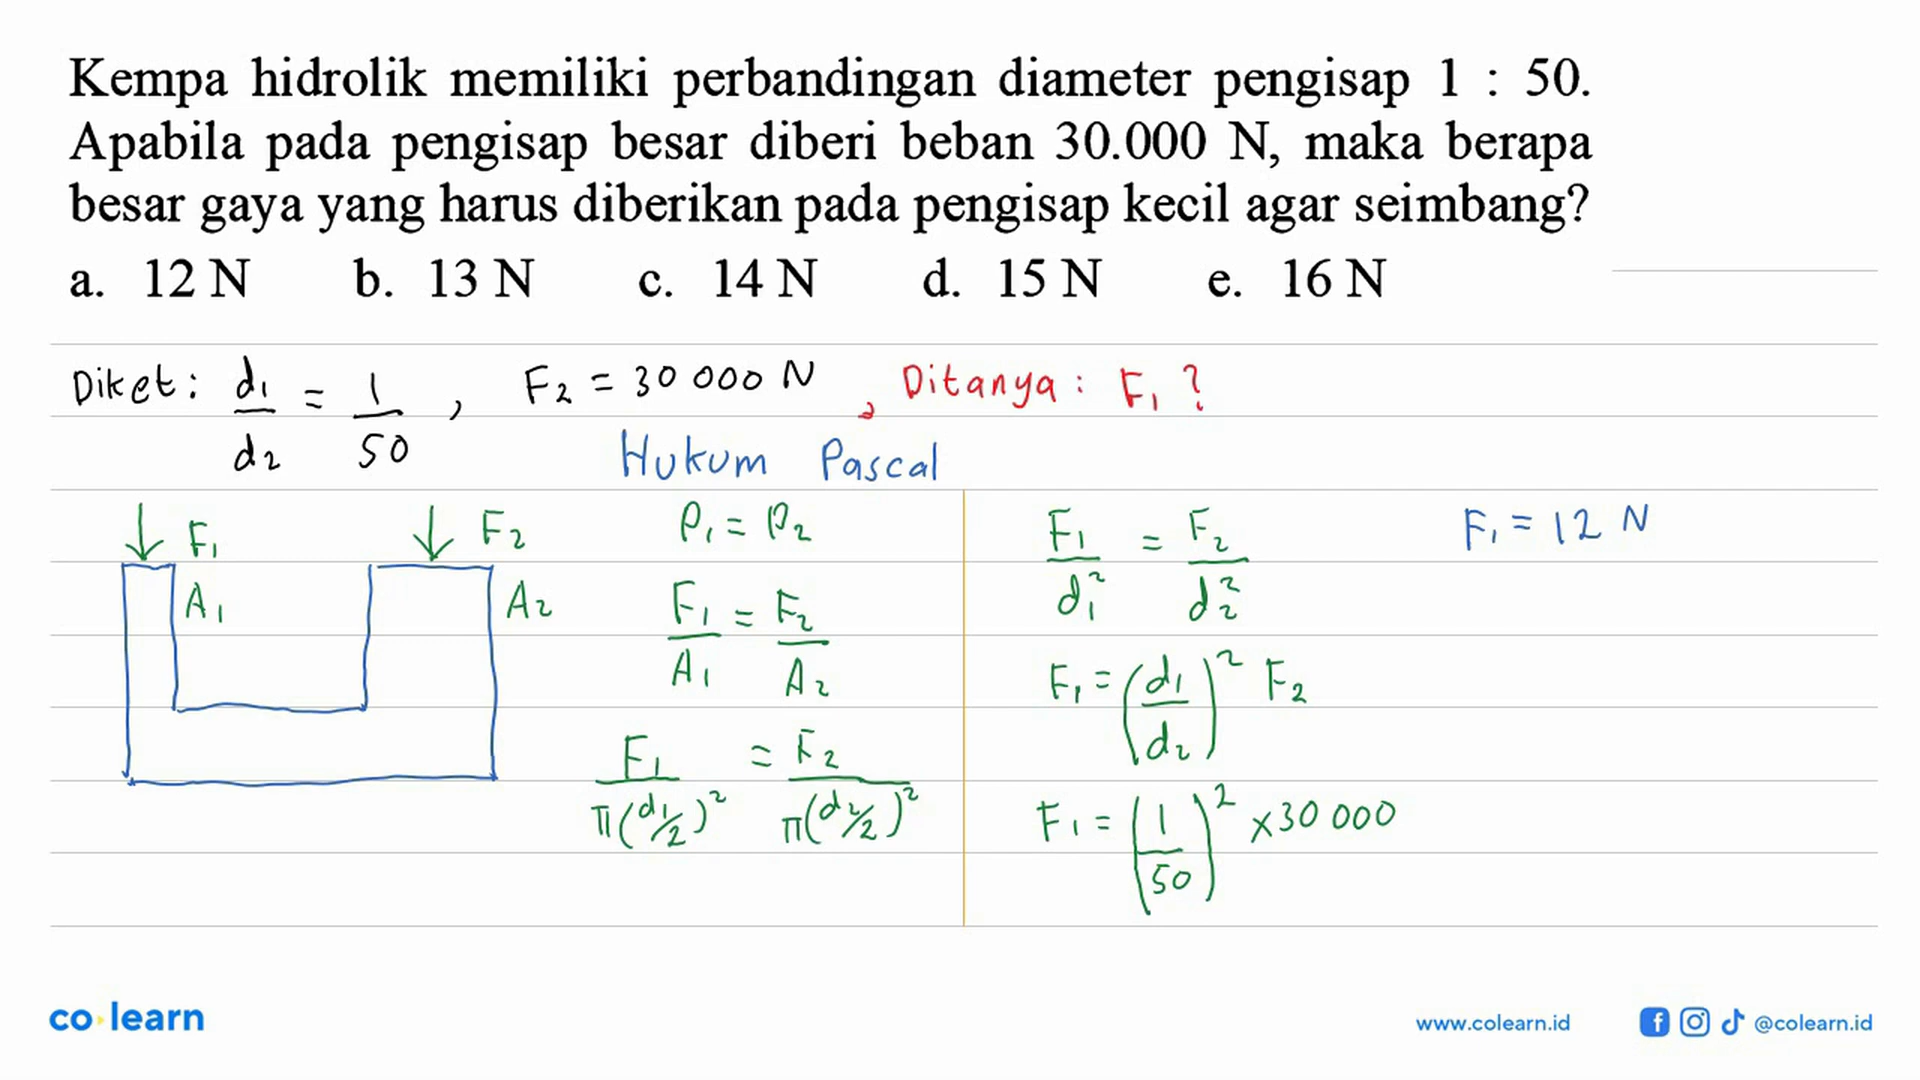 Kempa hidrolik memiliki perbandingan diameter pengisap 1 : 50.
Apabila pada pengisap besar diberi beban 30.000 N, maka berapa
besar gaya yang harus diberikan pada pengisap kecil agar seimbang?
a. 12 N b. 13 N c. 14 N d. 15 N e. 16 N
Diket: d₁/d₂ = 1/50 , F₂ = 30 000 N , Ditanya: F₁ ?
Hukum Pascal
↓ F₁ ↓ F₂
A₁ A₂
P₁ = P₂
F₁/A₁ = F₂/A₂
F₁/π(d₁/2)² = F₂/π(d₂/2)²
F₁/d₁² = F₂/d₂²
F₁ = (d₁/d₂)² F₂
F₁ = (1/50)² × 30 000
F₁ = 12 N
co learn
www.colearn.id @colearn.id